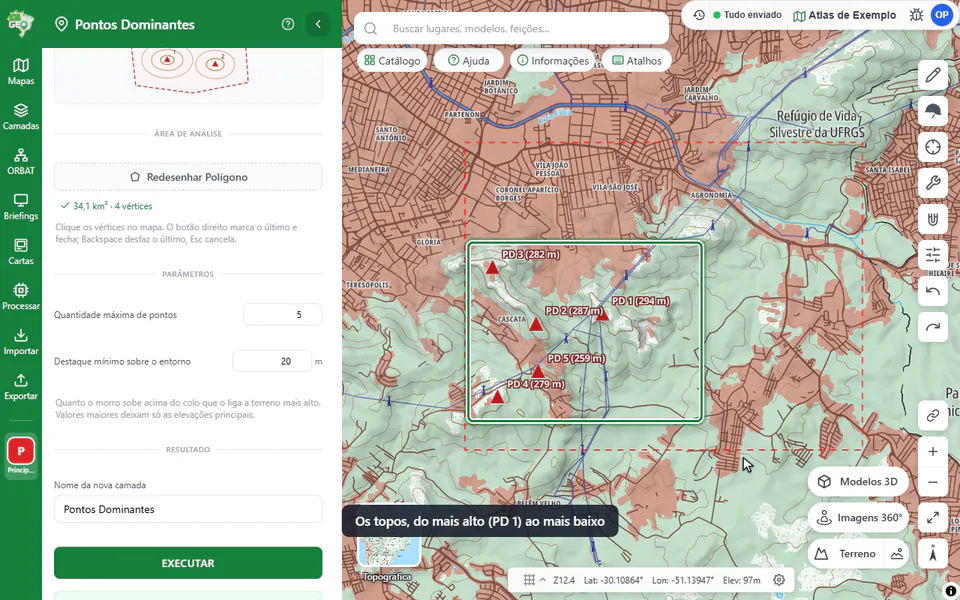 GEO
Pontos Dominantes
Mapas
Camadas
ORBAT
Briefings
Cartas
Processar
Importar
Exportar
P
Princip...
ÁREA DE ANÁLISE
Redesenhar Polígono
34,1 km² · 4 vértices
Clique os vértices no mapa. O botão direito marca o último e
fecha; Backspace desfaz o último, Esc cancela.
PARÂMETROS
Quantidade máxima de pontos
5
Destaque mínimo sobre o entorno
20
m
Quanto o morro sobe acima do colo que o liga a terreno mais alto.
Valores maiores deixam só as elevações principais.
RESULTADO
Nome da nova camada
Pontos Dominantes
EXECUTAR
Buscar lugares, modelos, feições...
Tudo enviado
Atlas de Exemplo
OP
Catálogo
Ajuda
Informações
Atalhos
JARDIM
BOTÂNICO
JARDIM
CARVALHO
PARTENON
SANTO
ANTÔNIO
MEDIANEIRA
VILA JOÃO
PESSOA
CORONEL APARÍCIO
BORGES
VILA SÃO JOSÉ
AGRONOMIA
Refúgio de Vida
Silvestre da UFRGS
SANTA ISABEL
GLÓRIA
TERESÓPOLIS
CASCATA
HILAIRE
BELÉM VELHO
PD 3 (282 m)
PD 1 (294 m)
PD 2 (287 m)
PD 5 (259 m)
PD 4 (279 m)
Modelos 3D
Imagens 360°
Terreno
Os topos, do mais alto (PD 1) ao mais baixo
Topográfica
Z12.4 Lat: -30.10864° Lon: -51.13947° Elev: 97m